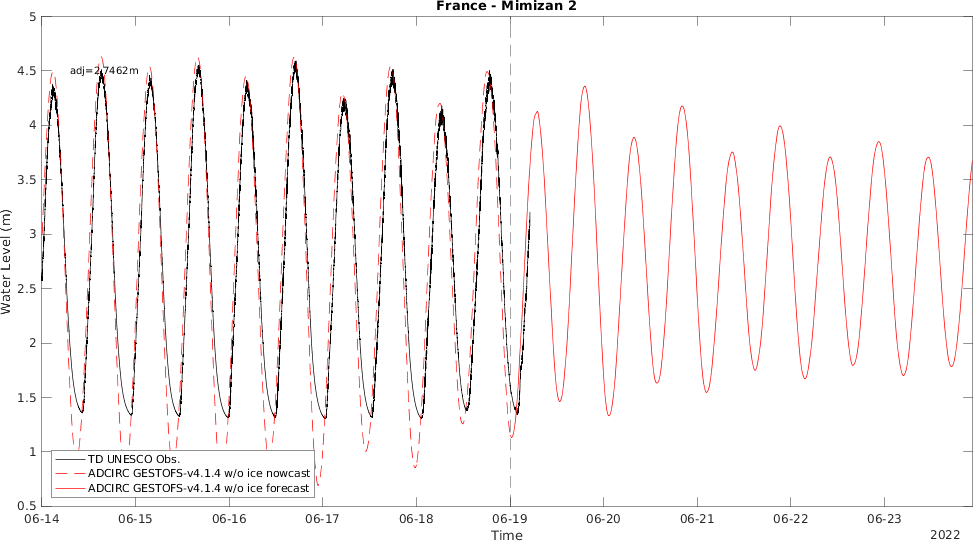 France - Mimizan 2
5
4.5
4
3.5
3
2.5
2
1.5
1
0.5
Water Level (m)
adj=2.7462m
TD UNESCO Obs.
ADCIRC GESTOFS-v4.1.4 w/o ice nowcast
ADCIRC GESTOFS-v4.1.4 w/o ice forecast
06-14 06-15 06-16 06-17 06-18 06-19 06-20 06-21 06-22 06-23
Time
2022